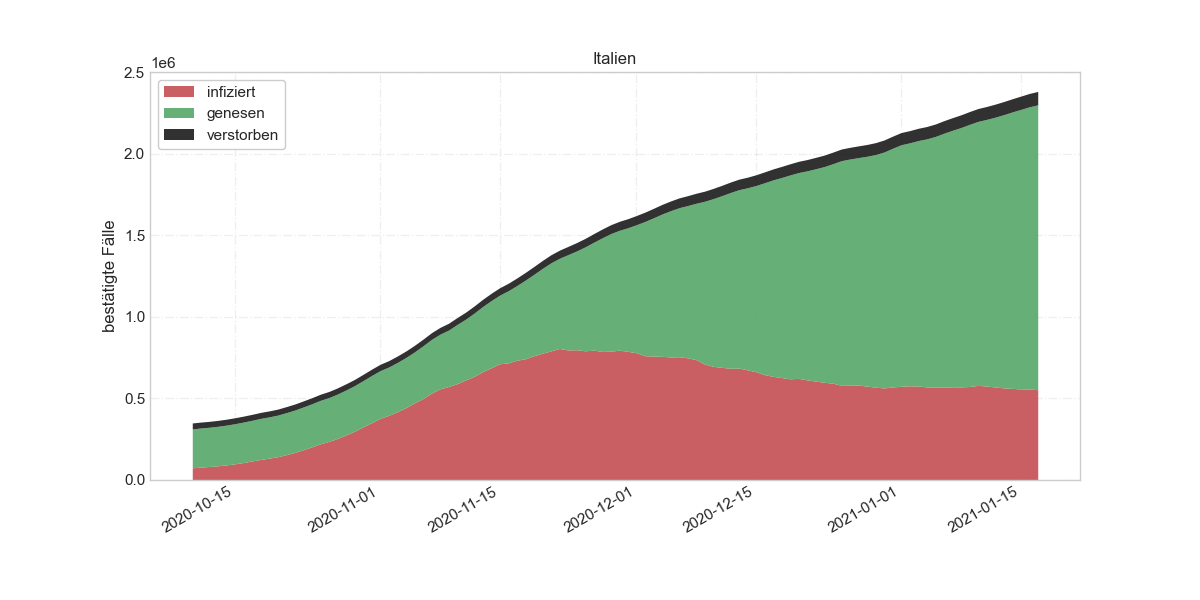 Italien
1e6
2.5
2.0
1.5
1.0
0.5
0.0
bestätigte Fälle
infiziert
genesen
verstorben
2020-10-15
2020-11-01
2020-11-15
2020-12-01
2020-12-15
2021-01-01
2021-01-15